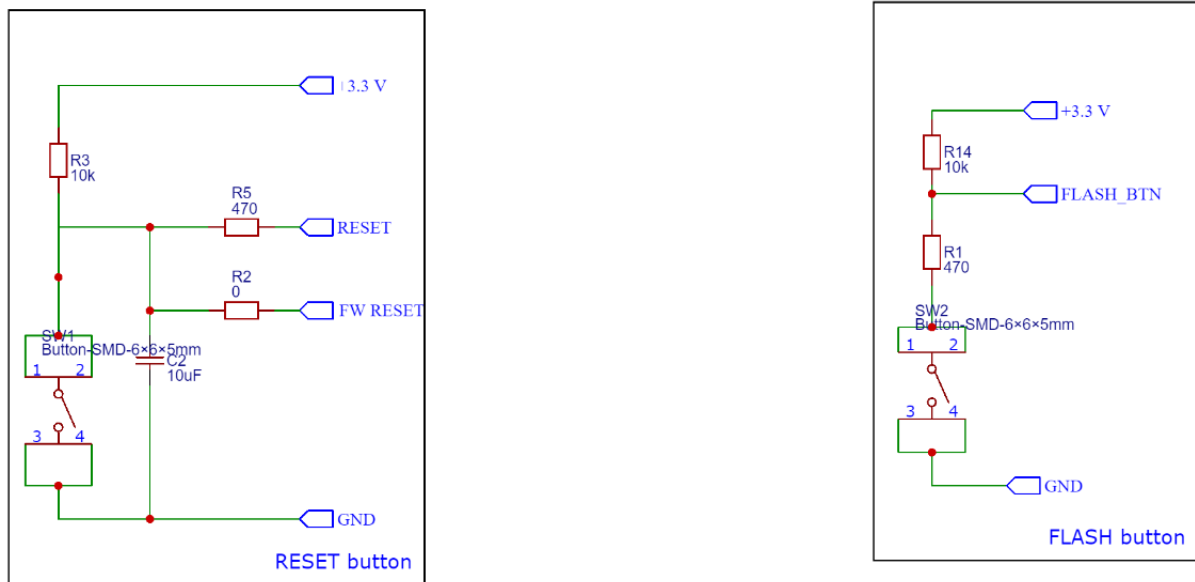 +3.3 V
R3
10k
R5
470
RESET
R2
0
FW RESET
SW1
Button-SMD-6×6×5mm
C2
10uF
1 2
3 4
GND
RESET button
+3.3 V
R14
10k
FLASH_BTN
R1
470
SW2
Button-SMD-6×6×5mm
1 2
3 4
GND
FLASH button